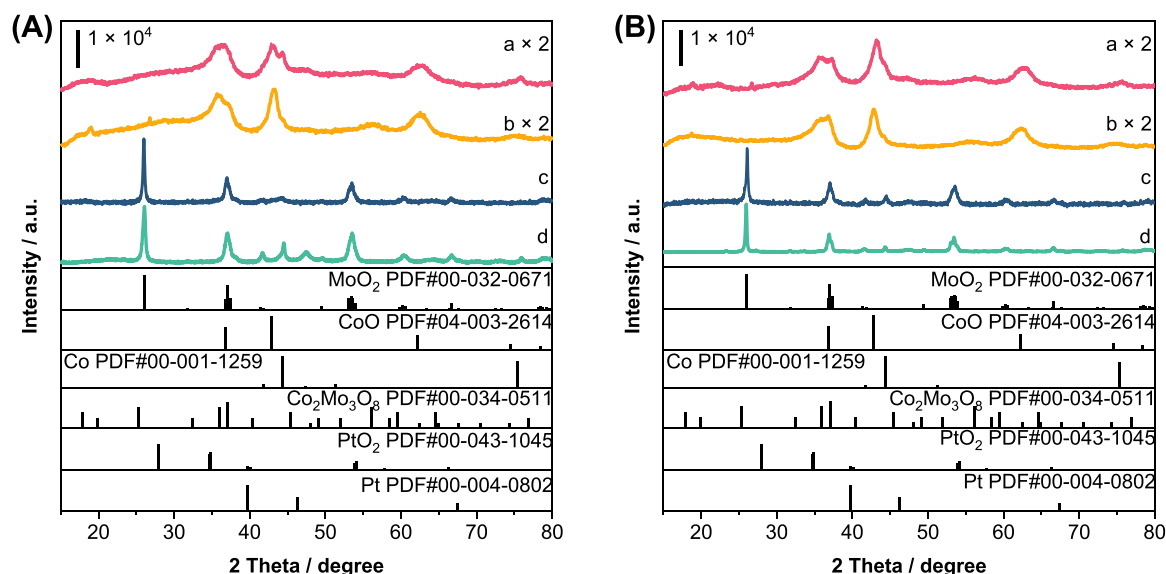 (A)
1 × 10⁴
a × 2
b × 2
c
d
MoO₂ PDF#00-032-0671
CoO PDF#04-003-2614
Co PDF#00-001-1259
Co₂Mo₃O₈ PDF#00-034-0511
PtO₂ PDF#00-043-1045
Pt PDF#00-004-0802
Intensity / a.u.
20 30 40 50 60 70 80
2 Theta / degree
(B)
1 × 10⁴
a × 2
b × 2
c
d
MoO₂ PDF#00-032-0671
CoO PDF#04-003-2614
Co PDF#00-001-1259
Co₂Mo₃O₈ PDF#00-034-0511
PtO₂ PDF#00-043-1045
Pt PDF#00-004-0802
Intensity / a.u.
20 30 40 50 60 70 80
2 Theta / degree